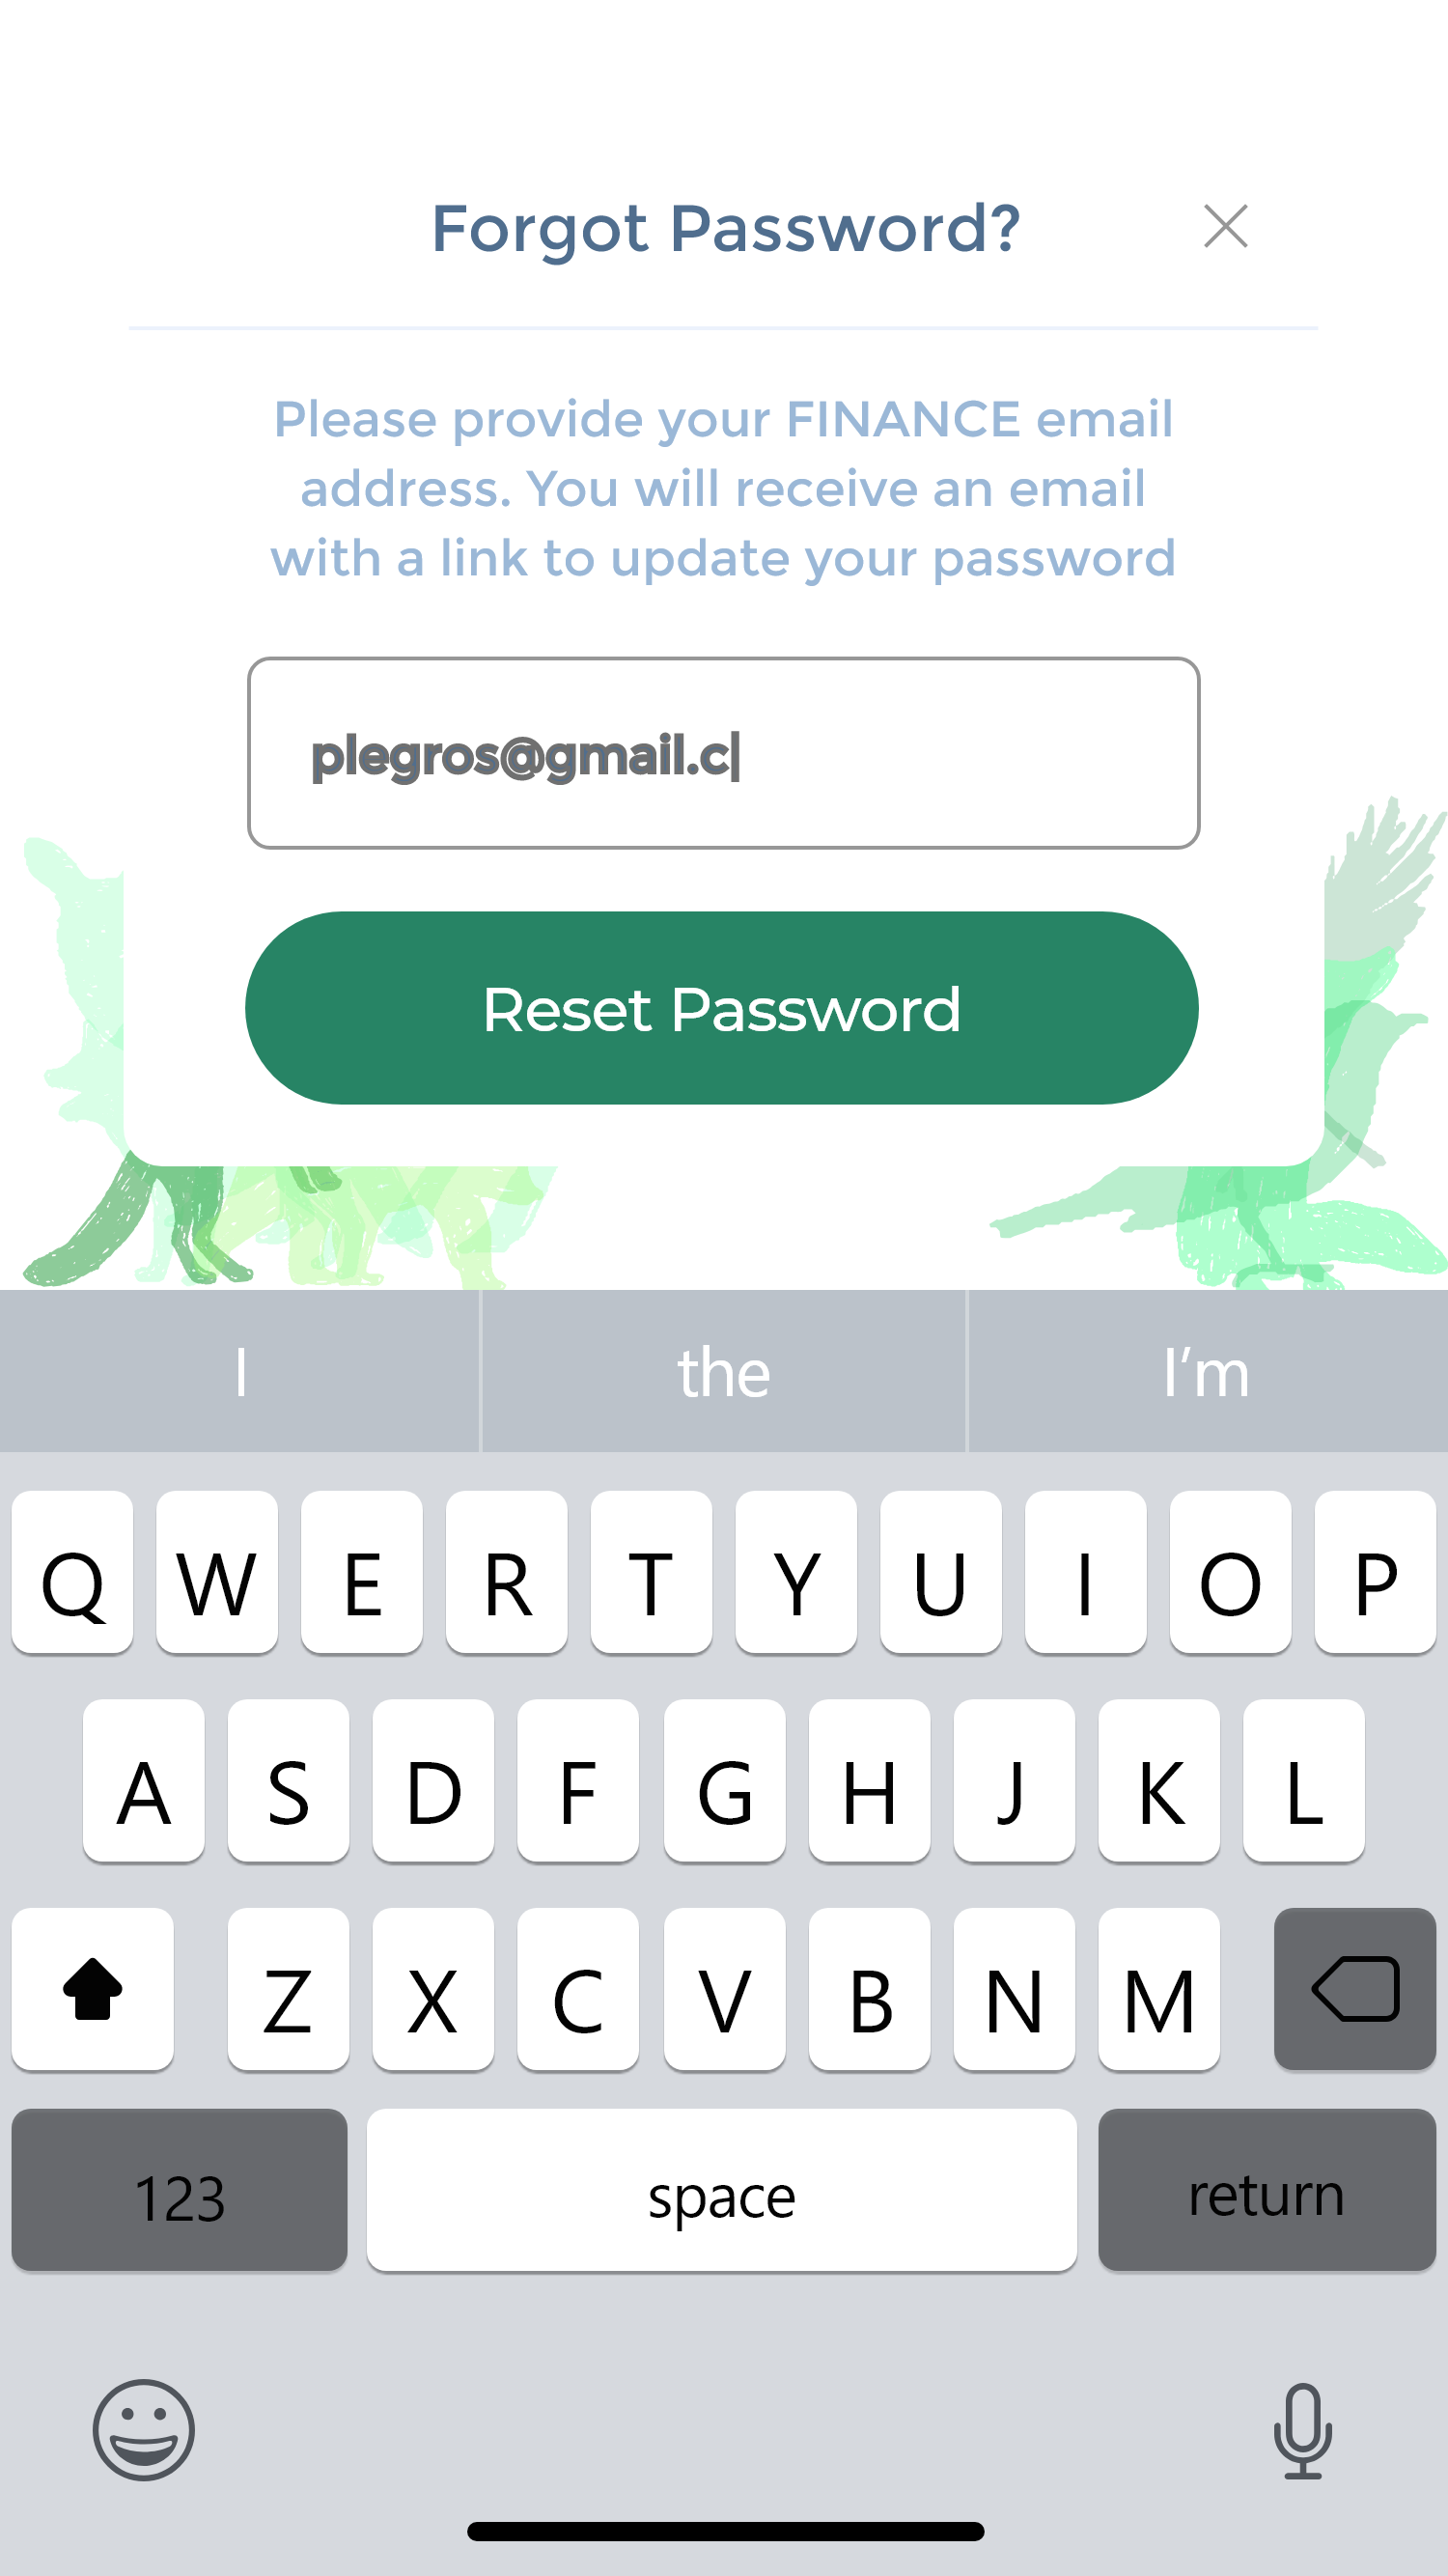 Forgot Password?
Please provide your FINANCE email
address. You will receive an email
with a link to update your password
plegros@gmail.c
Reset Password
I the I'm
Q W E R T Y U I O P
A S D F G H J K L
Z X C V B N M
123 space return